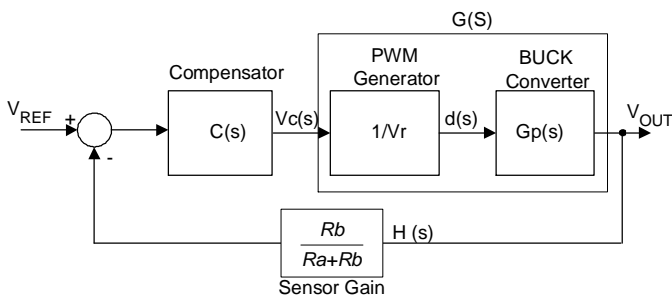 G(S)
PWM
Generator
BUCK
Converter
Compensator
VREF
+
-
C(s)
Vc(s)
1/Vr
d(s)
Gp(s)
VOUT
Rb
Ra+Rb
H (s)
Sensor Gain